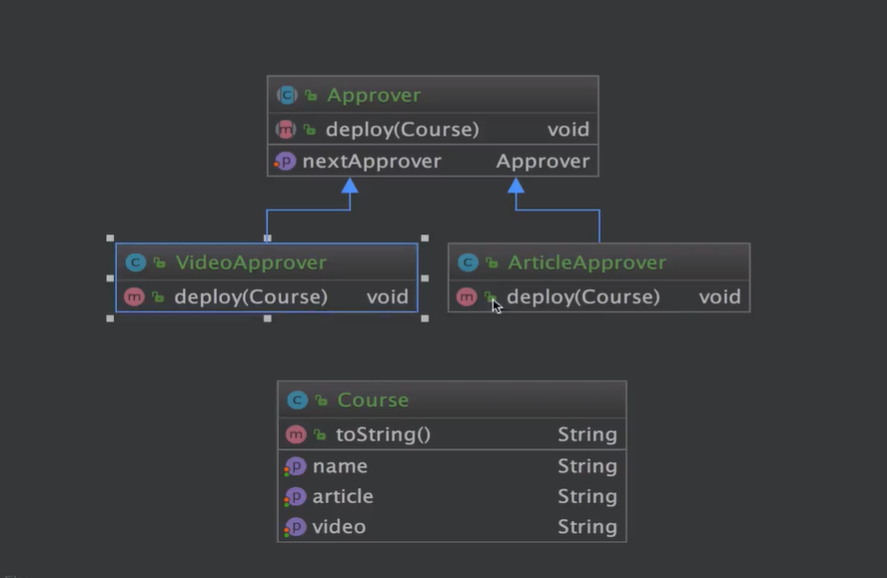 Approver
deploy(Course) void
nextApprover Approver
VideoApprover
deploy(Course) void
ArticleApprover
deploy(Course) void
Course
toString() String
name String
article String
video String